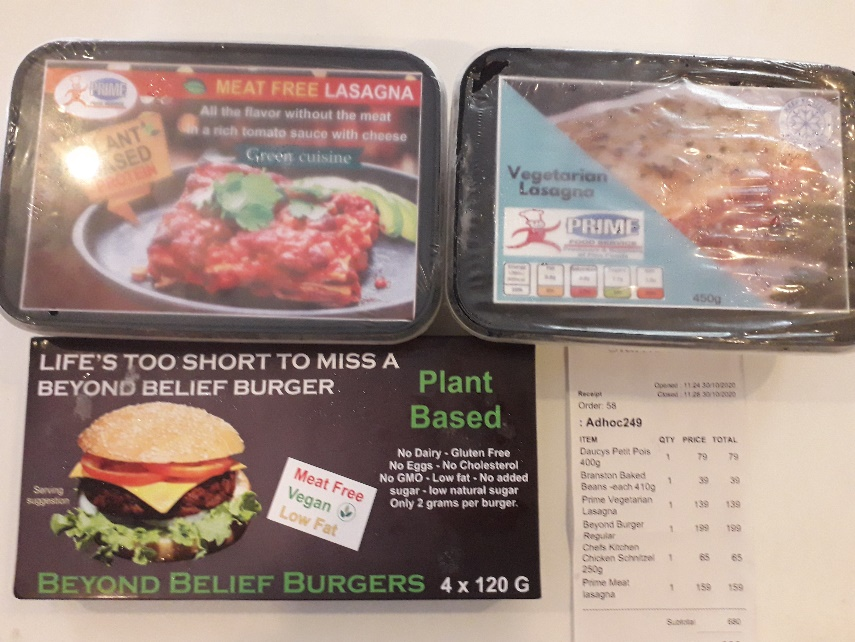 PRIME
MEAT FREE LASAGNA
All the flavor without the meat
in a rich tomato sauce with cheese
Green cuisine
PLANT
BASED
Vegetarian
Lasagna
PRIME
FOOD SERVICE
450g
LIFE'S TOO SHORT TO MISS A
BEYOND BELIEF BURGER
Plant
Based
No Dairy - Gluten Free
No Eggs - No Cholesterol
No GMO - Low fat - No added
sugar - low natural sugar
Only 2 grams per burger.
Serving
suggestion
Meat Free
Vegan
Low Fat
BEYOND BELIEF BURGERS 4 x 120 G
Opened : 11:24 30/10/2020
Receipt Closed : 11:28 30/10/2020
Order: 58
: Adhoc249
ITEM QTY PRICE TOTAL
Daucys Petit Pois 1 79 79
400g
Branston Baked 1 39 39
Beans -each 410g
Prime Vegetarian 1 139 139
Lasagna
Beyond Burger 1 199 199
Regular
Chefs Kitchen
Chicken Schnitzel 1 65 65
250g
Prime Meat 1 159 159
lasagna
Subtotal 680